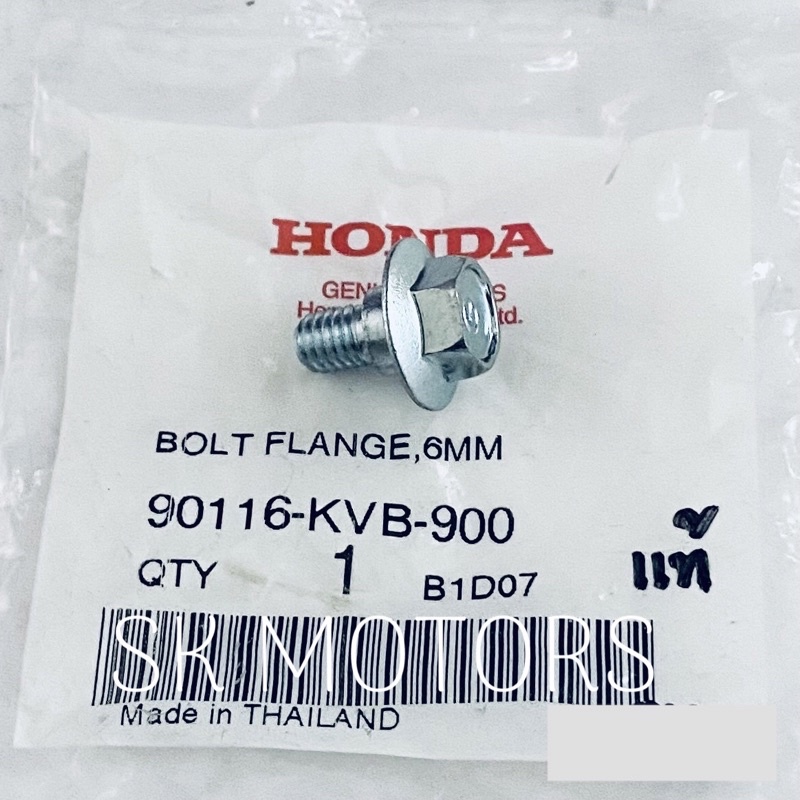 HONDA
BOLT FLANGE,6MM
90116-KVB-900
แท้
QTY 1 B1D07
SK MOTORS
Made in THAILAND